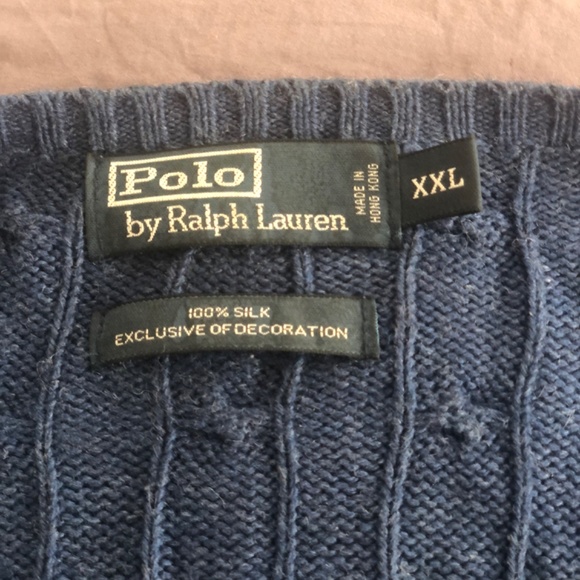 Polo
by Ralph Lauren
MADE IN
HONG KONG
XXL
100% SILK
EXCLUSIVE OF DECORATION